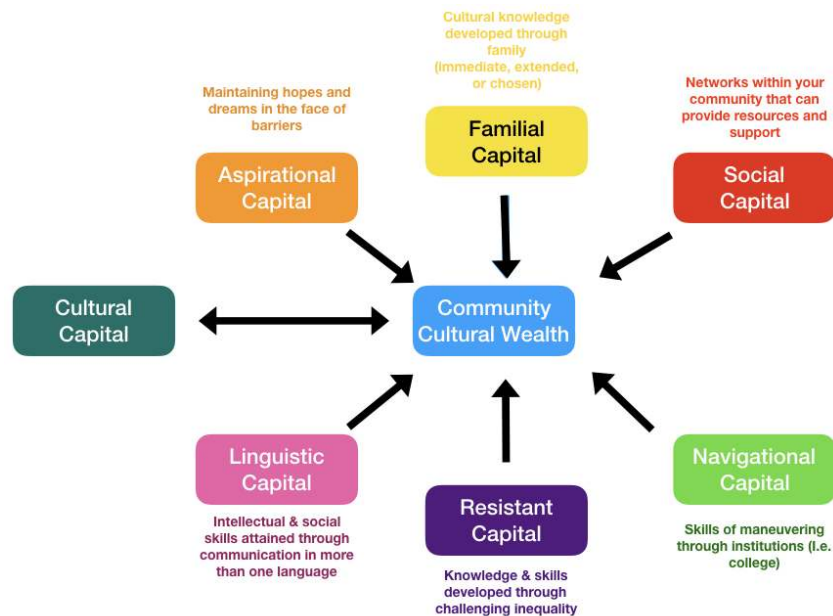 Cultural knowledge
developed through
family
(immediate, extended,
or chosen)
Maintaining hopes and
dreams in the face of
barriers
Networks within your
community that can
provide resources and
support
Familial
Capital
Aspirational
Capital
Social
Capital
Cultural
Capital
Community
Cultural Wealth
Linguistic
Capital
Navigational
Capital
Resistant
Capital
Intellectual & social
skills attained through
communication in more
than one language
Skills of maneuvering
through institutions (I.e.
college)
Knowledge & skills
developed through
challenging inequality